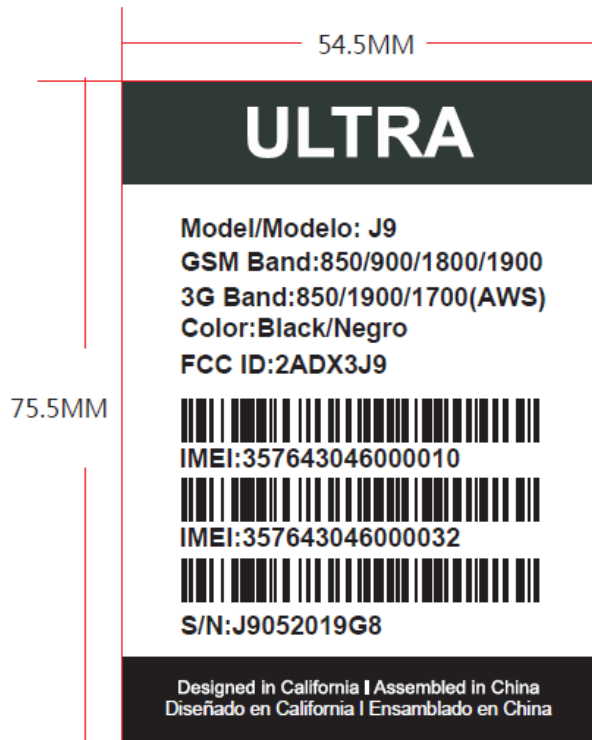 54.5MM
ULTRA
Model/Modelo: J9
GSM Band:850/900/1800/1900
3G Band:850/1900/1700(AWS)
Color:Black/Negro
FCC ID:2ADX3J9
75.5MM
IMEI:357643046000010
IMEI:357643046000032
S/N:J9052019G8
Designed in California I Assembled in China
Diseñado en California I Ensamblado en China